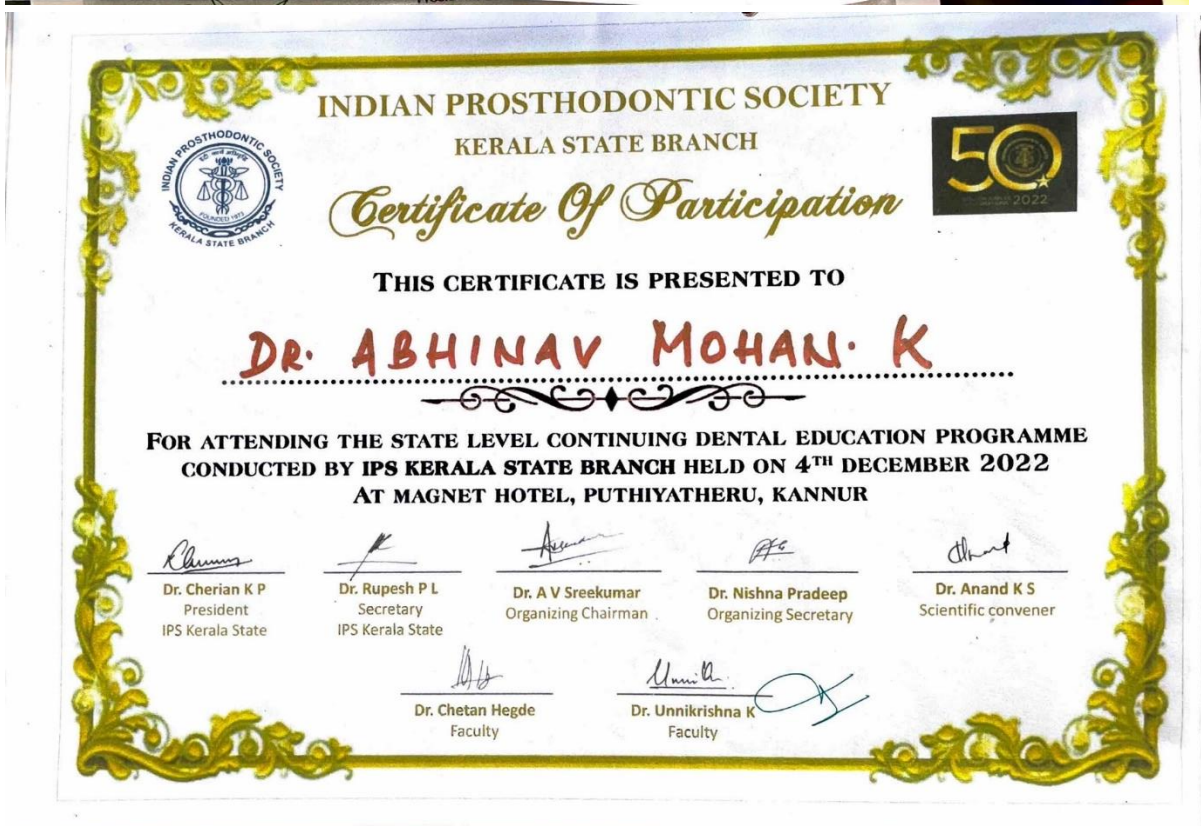 INDIAN PROSTHODONTIC SOCIETY
KERALA STATE BRANCH
INDIAN PROSTHODONTIC SOCIETY
FOUNDED 1973
KERALA STATE BRANCH
50
2022
Certificate Of Participation
THIS CERTIFICATE IS PRESENTED TO
DR. ABHINAV MOHAN. K
FOR ATTENDING THE STATE LEVEL CONTINUING DENTAL EDUCATION PROGRAMME
CONDUCTED BY IPS KERALA STATE BRANCH HELD ON 4TH DECEMBER 2022
AT MAGNET HOTEL, PUTHIYATHERU, KANNUR
Dr. Cherian K P
President
IPS Kerala State
Dr. Rupesh P L
Secretary
IPS Kerala State
Dr. A V Sreekumar
Organizing Chairman
Dr. Nishna Pradeep
Organizing Secretary
Dr. Anand K S
Scientific convener
Dr. Chetan Hegde
Faculty
Dr. Unnikrishna K
Faculty